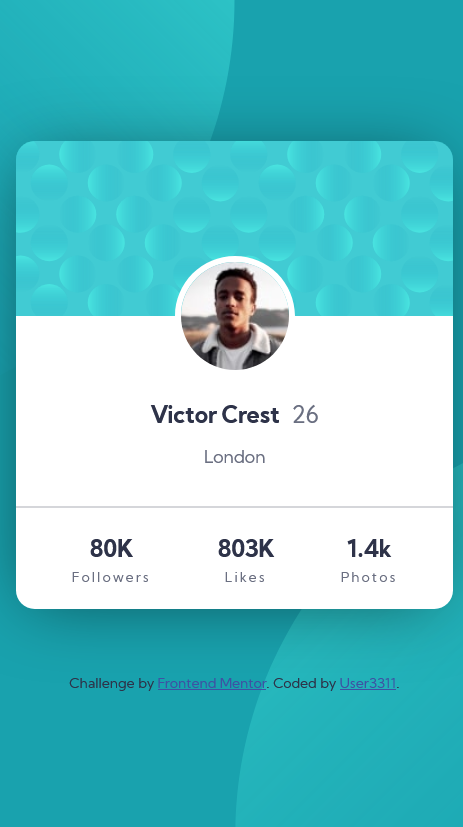 Victor Crest 26
London
80K 803K 1.4k
Followers Likes Photos
Challenge by Frontend Mentor. Coded by User3311.